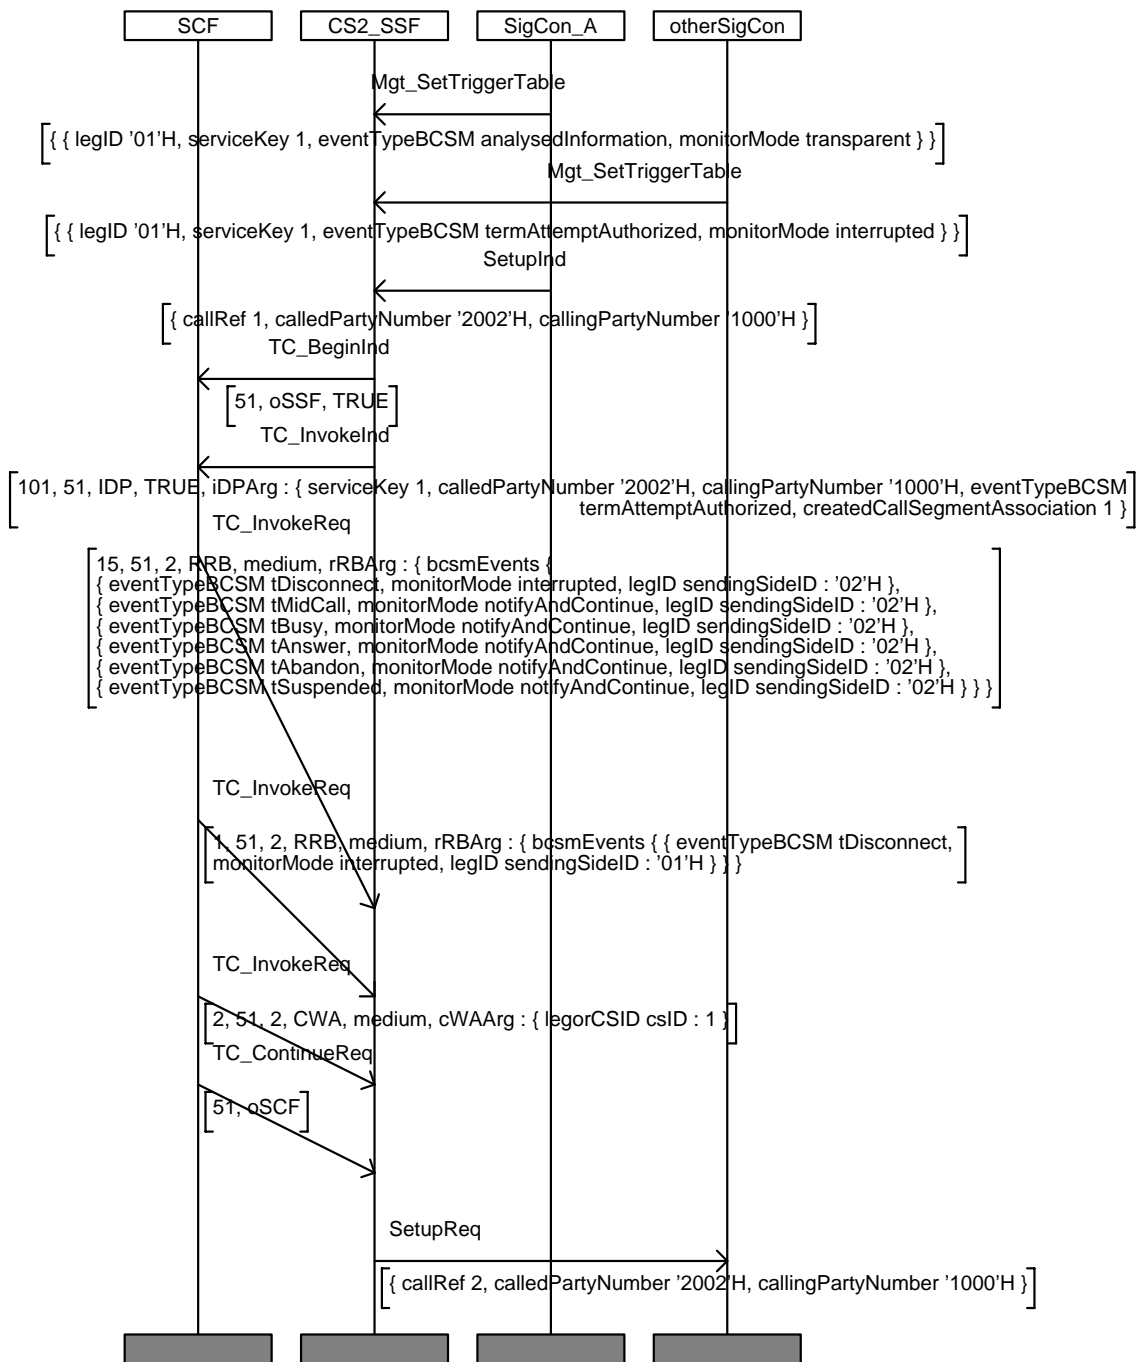 SCF CS2_SSF SigCon_A otherSigCon
Mgt_SetTriggerTable
{ { legID '01'H, serviceKey 1, eventTypeBCSM analysedInformation, monitorMode transparent } }
Mgt_SetTriggerTable
{ { legID '01'H, serviceKey 1, eventTypeBCSM termAttemptAuthorized, monitorMode interrupted } }
SetupInd
{ callRef 1, calledPartyNumber '2002'H, callingPartyNumber '1000'H }
TC_BeginInd
51, oSSF, TRUE
TC_InvokeInd
101, 51, IDP, TRUE, iDPArg : { serviceKey 1, calledPartyNumber '2002'H, callingPartyNumber '1000'H, eventTypeBCSM
termAttemptAuthorized, createdCallSegmentAssociation 1 }
TC_InvokeReq
15, 51, 2, RRB, medium, rRBArg : { bcsmEvents {
{ eventTypeBCSM tDisconnect, monitorMode interrupted, legID sendingSideID : '02'H },
{ eventTypeBCSM tMidCall, monitorMode notifyAndContinue, legID sendingSideID : '02'H },
{ eventTypeBCSM tBusy, monitorMode notifyAndContinue, legID sendingSideID : '02'H },
{ eventTypeBCSM tAnswer, monitorMode notifyAndContinue, legID sendingSideID : '02'H },
{ eventTypeBCSM tAbandon, monitorMode notifyAndContinue, legID sendingSideID : '02'H },
{ eventTypeBCSM tSuspended, monitorMode notifyAndContinue, legID sendingSideID : '02'H } } }
TC_InvokeReq
1, 51, 2, RRB, medium, rRBArg : { bcsmEvents { { eventTypeBCSM tDisconnect,
monitorMode interrupted, legID sendingSideID : '01'H } } }
TC_InvokeReq
2, 51, 2, CWA, medium, cWAArg : { legorCSID csID : 1 }
TC_ContinueReq
51, oSCF
SetupReq
{ callRef 2, calledPartyNumber '2002'H, callingPartyNumber '1000'H }